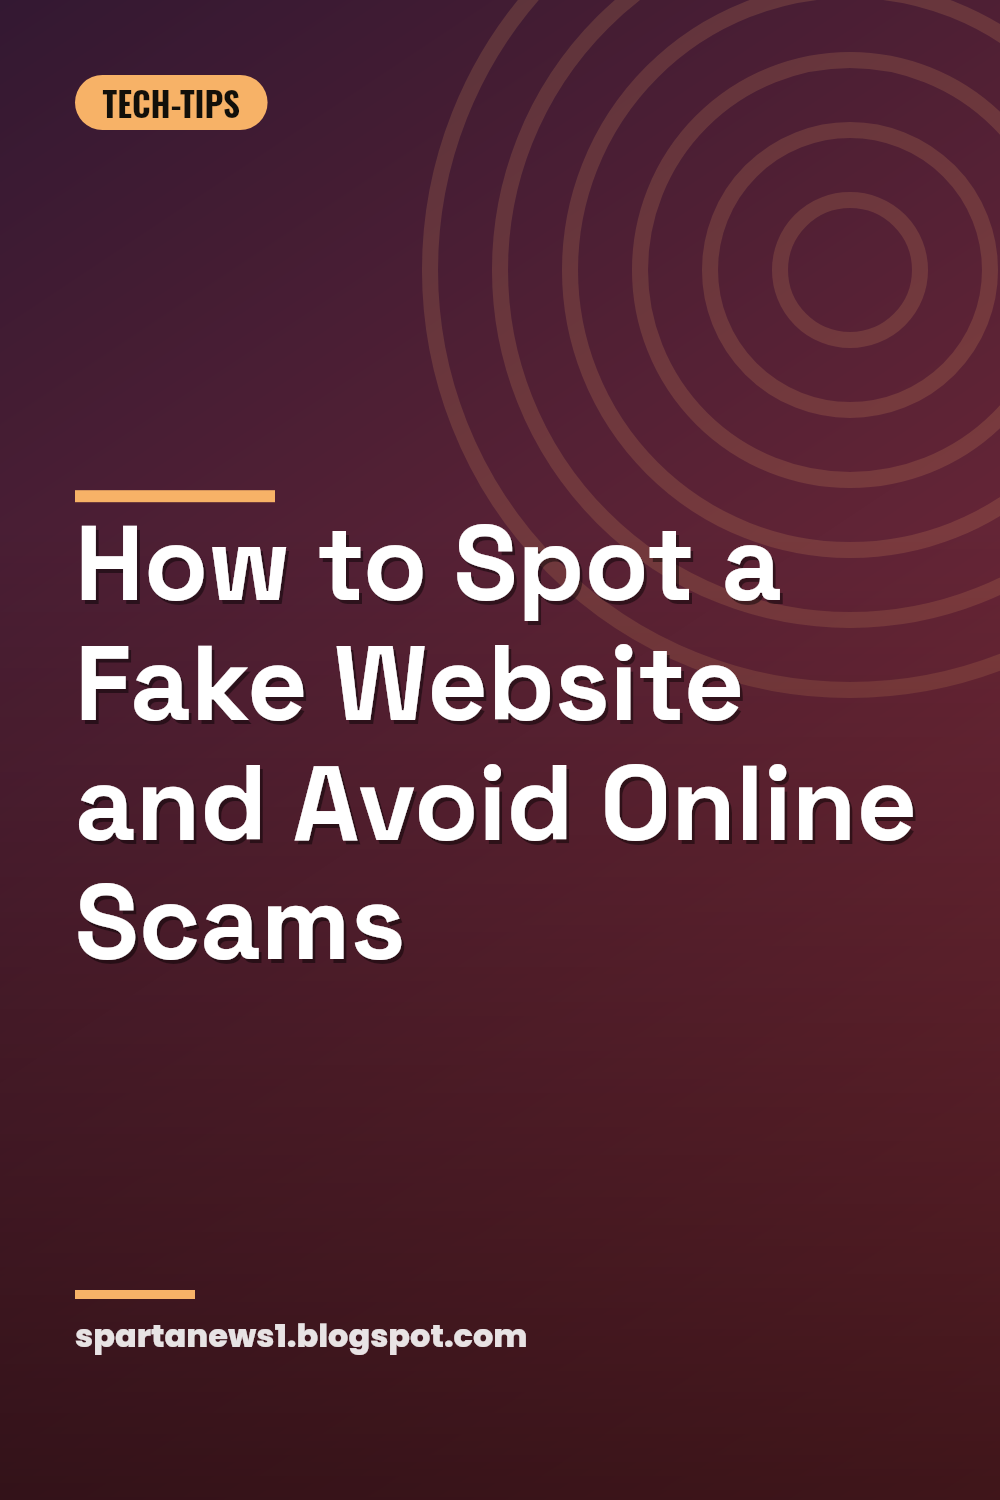 TECH-TIPS
How to Spot a
Fake Website
and Avoid Online
Scams
spartanews1.blogspot.com